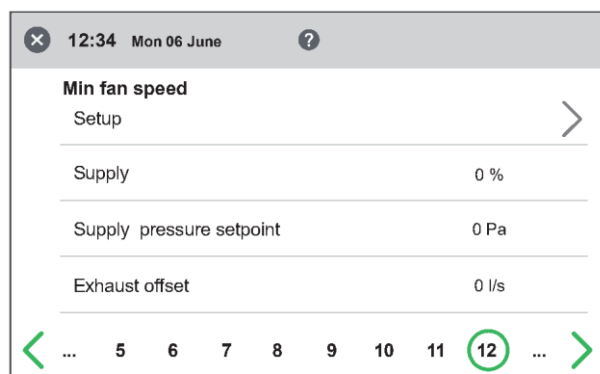 12:34 Mon 06 June ?
Min fan speed
Setup
Supply 0 %
Supply pressure setpoint 0 Pa
Exhaust offset 0 l/s
... 5 6 7 8 9 10 11 12 ...